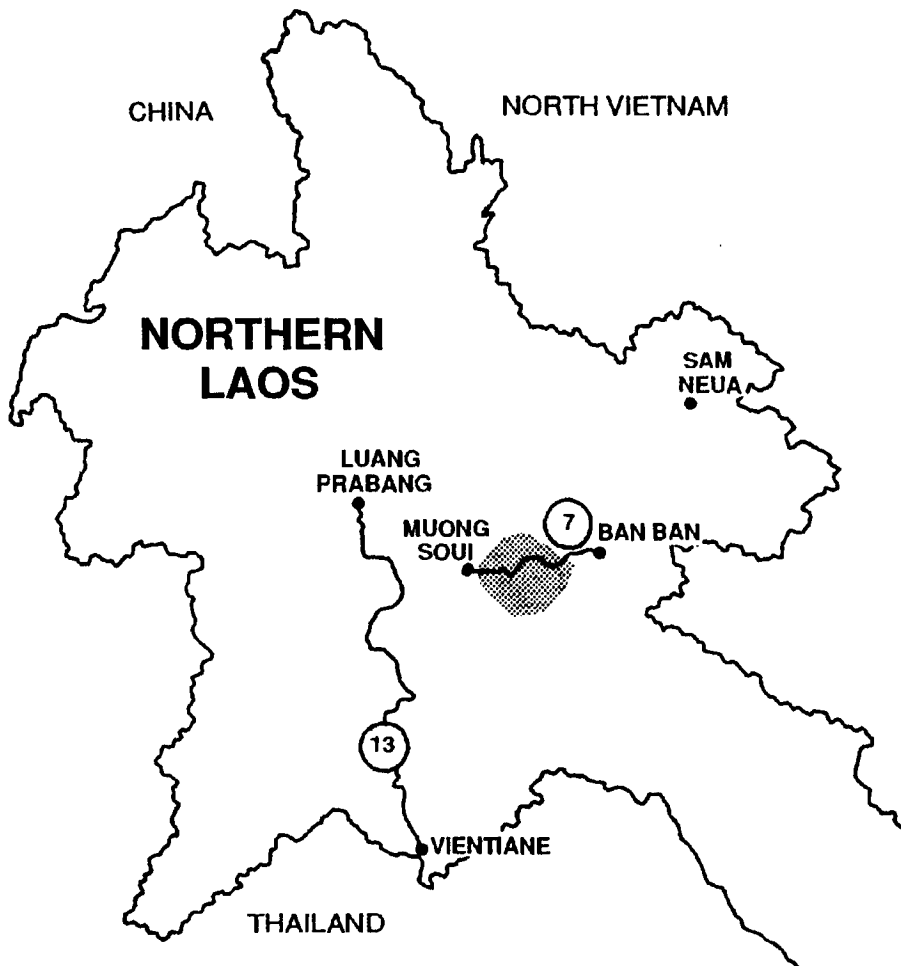 CHINA
NORTH VIETNAM
NORTHERN
LAOS
SAM
NEUA
LUANG
PRABANG
MUONG
SOUI
7
BAN BAN
13
VIENTIANE
THAILAND